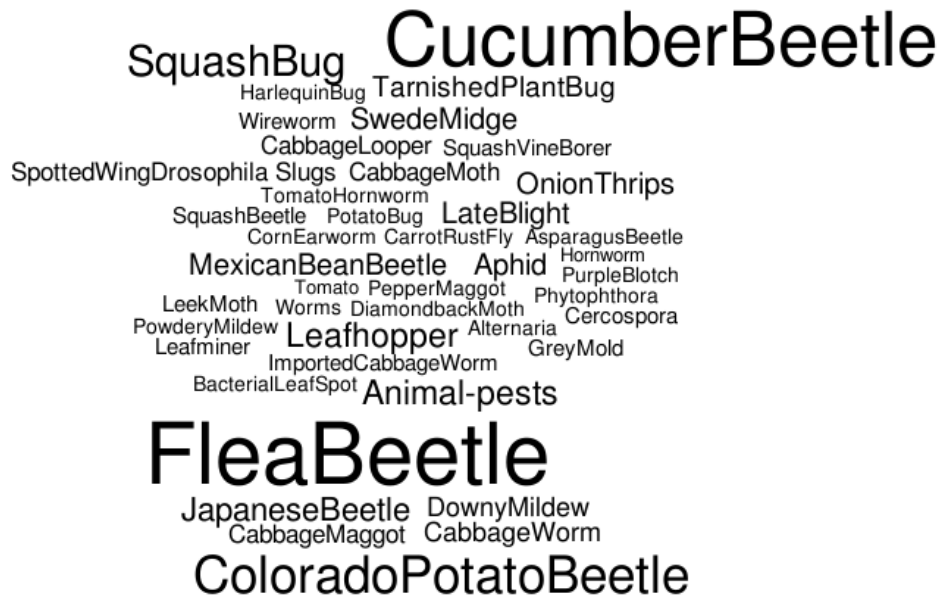 CucumberBeetle
SquashBug
HarlequinBug TarnishedPlantBug
Wireworm SwedeMidge
CabbageLooper SquashVineBorer
SpottedWingDrosophila Slugs CabbageMoth OnionThrips
TomatoHornworm
SquashBeetle PotatoBug LateBlight
CornEarworm CarrotRustFly AsparagusBeetle
MexicanBeanBeetle Aphid Hornworm
PurpleBlotch
Tomato PepperMaggot Phytophthora
LeekMoth Worms DiamondbackMoth Cercospora
PowderyMildew Leafhopper Alternaria
Leafminer GreyMold
ImportedCabbageWorm
BacterialLeafSpot Animal-pests
FleaBeetle
JapaneseBeetle DownyMildew
CabbageMaggot CabbageWorm
ColoradoPotatoBeetle